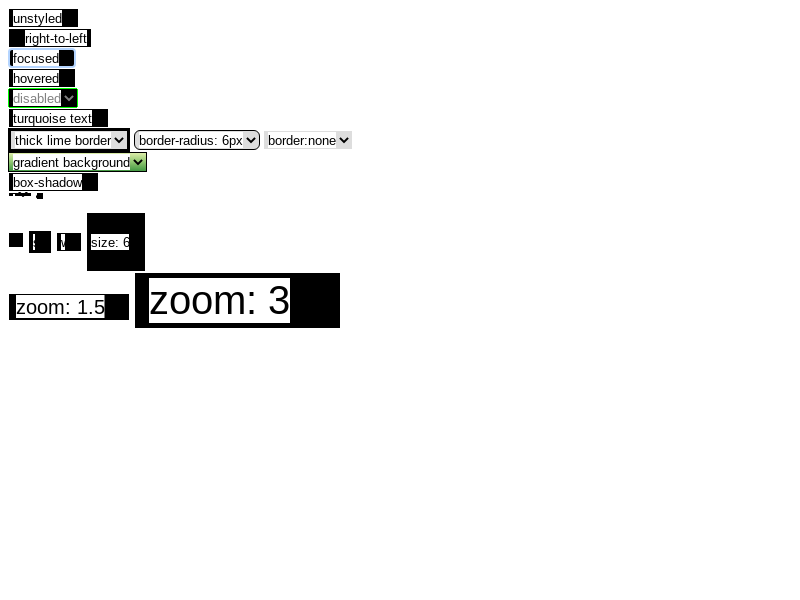 unstyled
right-to-left
focused
hovered
disabled
turquoise text
thick lime border border-radius: 6px border:none
gradient background
box-shadow
size: 6
zoom: 1.5 zoom: 3